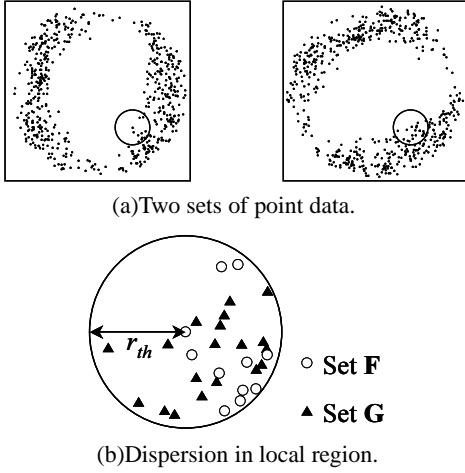 (a)Two sets of point data.
r_th
Set F
Set G
(b)Dispersion in local region.